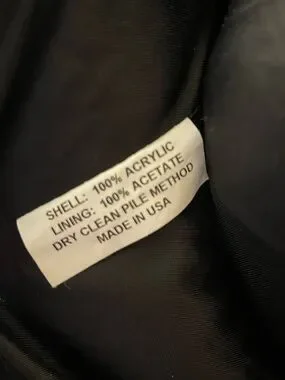 SHELL: 100% ACRYLIC
LINING: 100% ACETATE
DRY CLEAN PILE METHOD
MADE IN USA